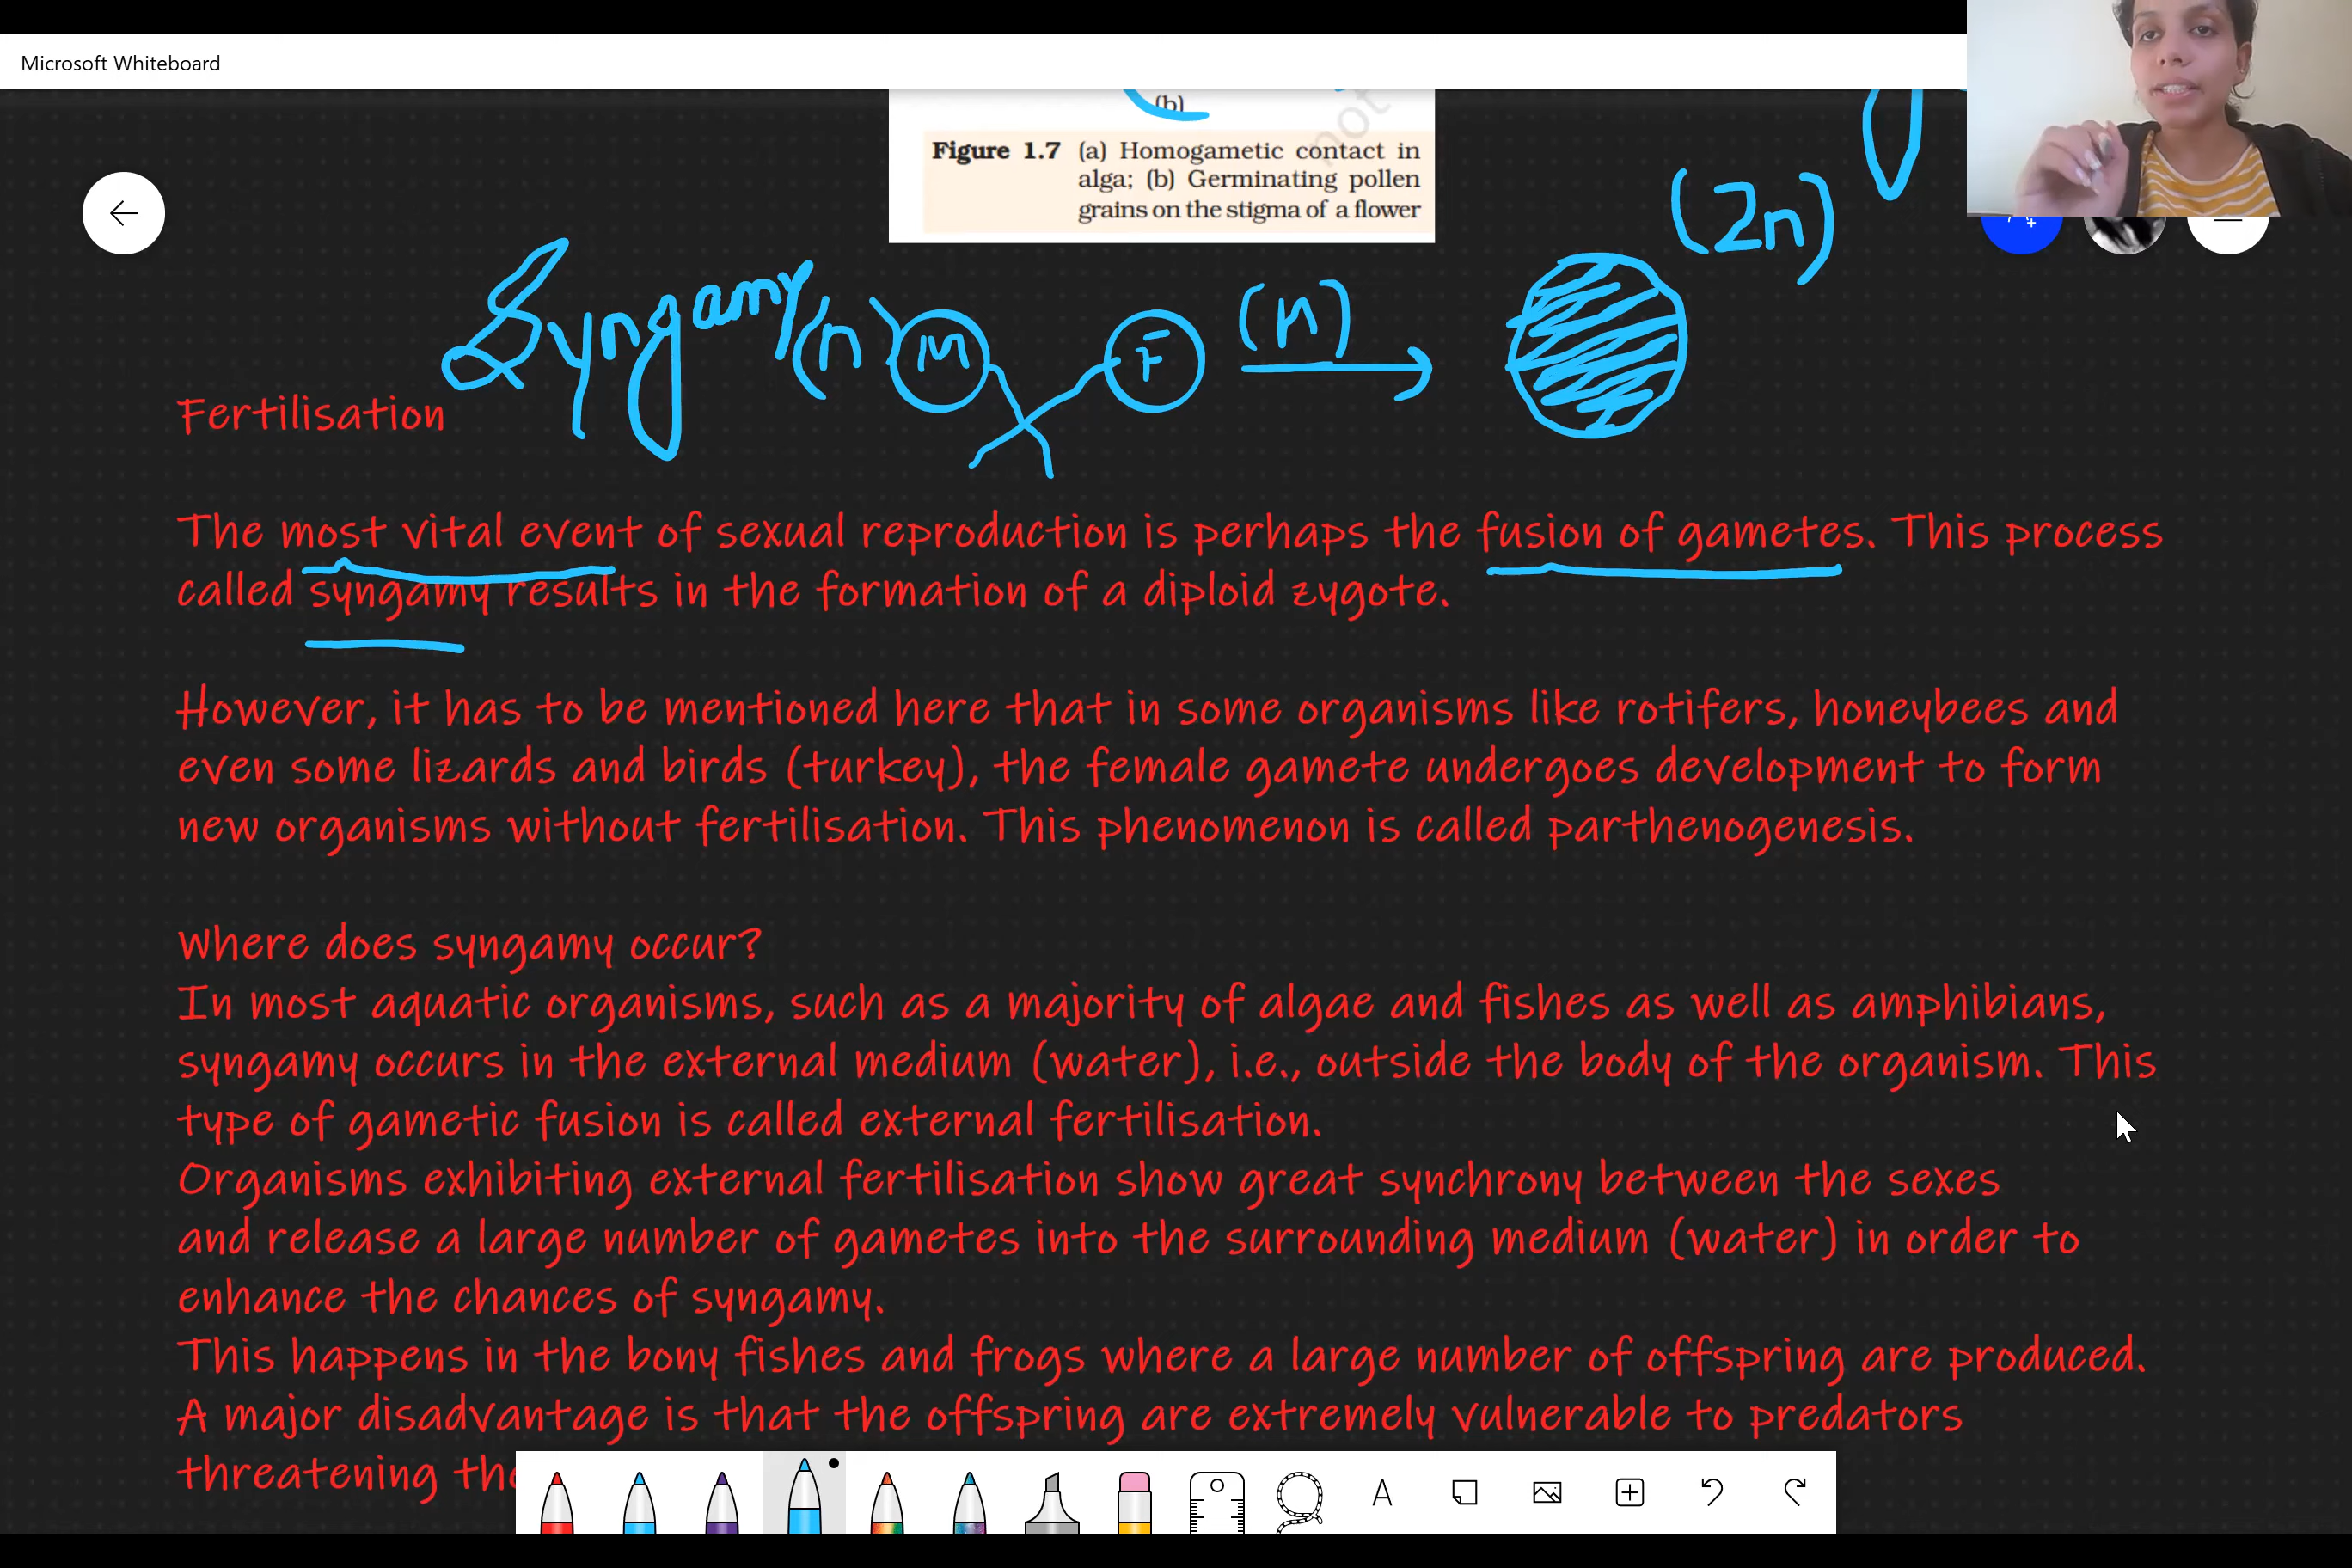 Microsoft Whiteboard
(b)
not
Figure 1.7 (a) Homogametic contact in
alga; (b) Germinating pollen
grains on the stigma of a flower
(2n)
Syngamy (n) M F (n)
Fertilisation
The most vital event of sexual reproduction is perhaps the fusion of gametes. This process
called syngamy results in the formation of a diploid zygote.
However, it has to be mentioned here that in some organisms like rotifers, honeybees and
even some lizards and birds (turkey), the female gamete undergoes development to form
new organisms without fertilisation. This phenomenon is called parthenogenesis.
Where does syngamy occur?
In most aquatic organisms, such as a majority of algae and fishes as well as amphibians,
syngamy occurs in the external medium (water), i.e., outside the body of the organism. This
type of gametic fusion is called external fertilisation.
Organisms exhibiting external fertilisation show great synchrony between the sexes
and release a large number of gametes into the surrounding medium (water) in order to
enhance the chances of syngamy.
This happens in the bony fishes and frogs where a large number of offspring are produced.
A major disadvantage is that the offspring are extremely vulnerable to predators
threatening the